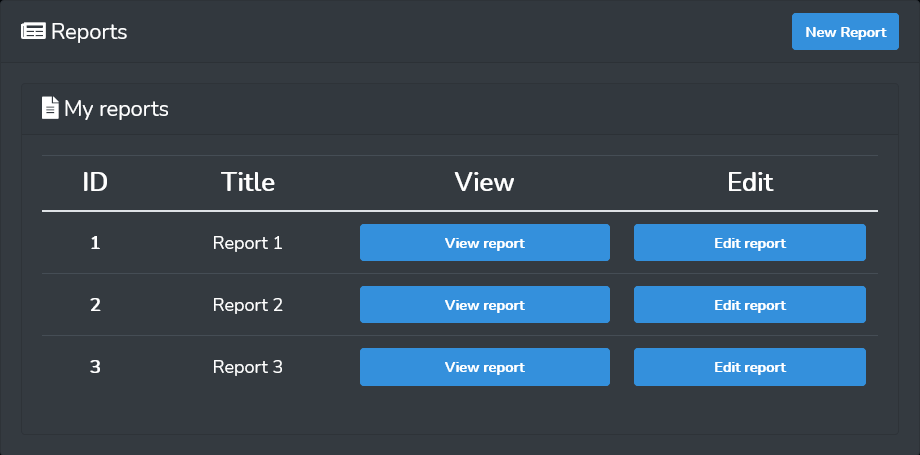 Reports
New Report
My reports
ID Title View Edit
1 Report 1 View report Edit report
2 Report 2 View report Edit report
3 Report 3 View report Edit report